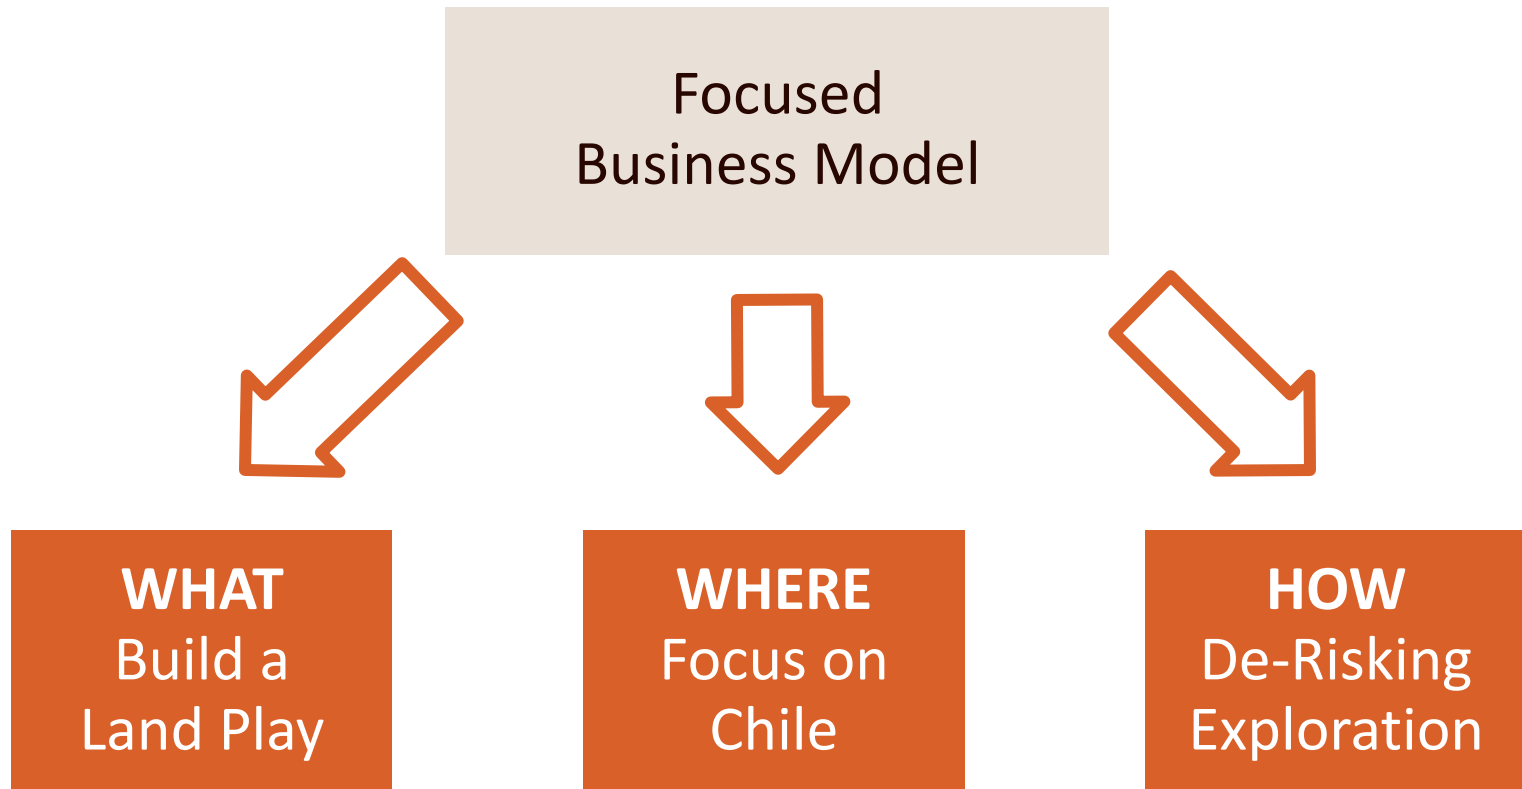 Focused
Business Model
WHAT
Build a
Land Play
WHERE
Focus on
Chile
HOW
De-Risking
Exploration